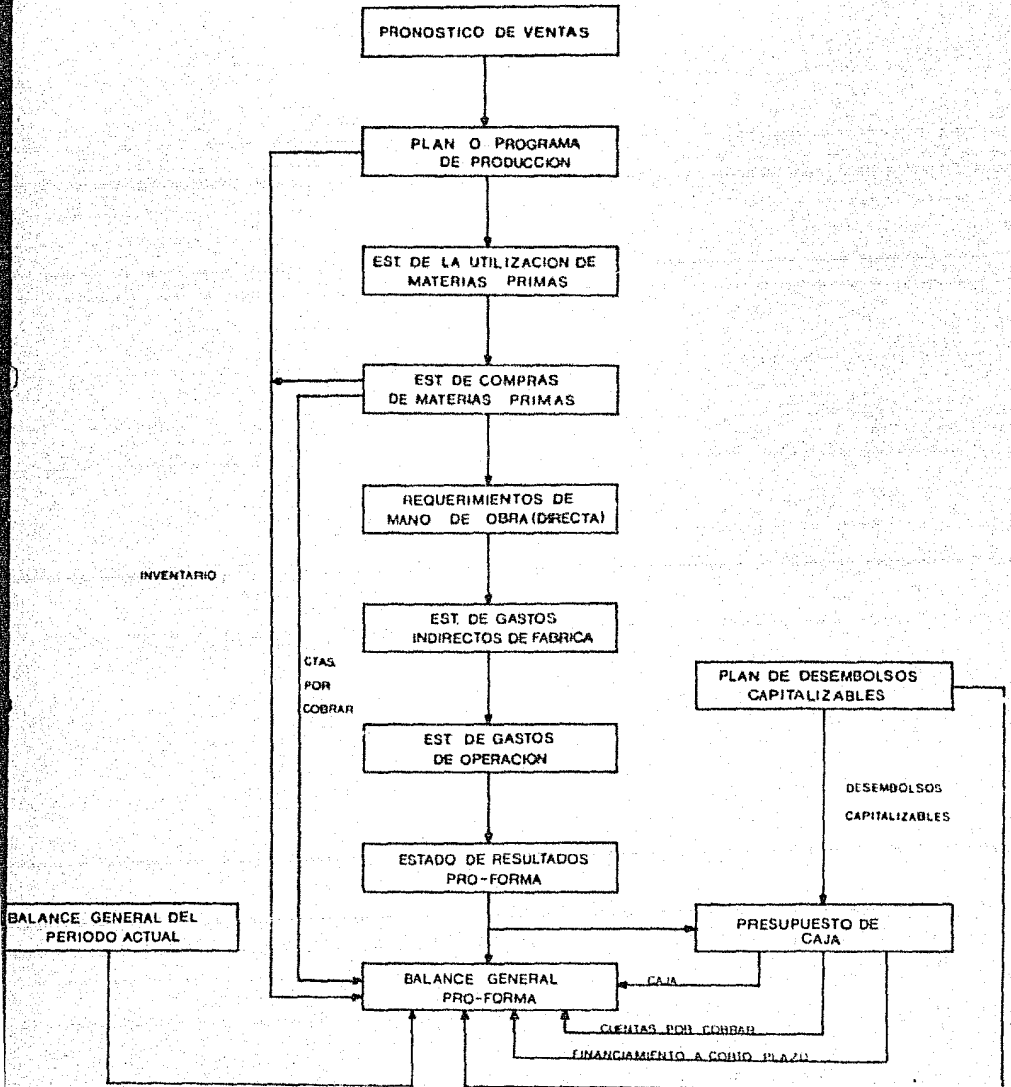 PRONOSTICO DE VENTAS
PLAN O PROGRAMA
DE PRODUCCION
EST DE LA UTILIZACION DE
MATERIAS PRIMAS
EST DE COMPRAS
DE MATERIAS PRIMAS
REQUERIMIENTOS DE
MANO DE OBRA (DIRECTA)
INVENTARIO
EST. DE GASTOS
INDIRECTOS DE FABRICA
CTAS.
POR
COBRAR
PLAN DE DESEMBOLSOS
CAPITALIZABLES
EST. DE GASTOS
DE OPERACION
DESEMBOLSOS
CAPITALIZABLES
ESTADO DE RESULTADOS
PRO-FORMA
BALANCE GENERAL DEL
PERIODO ACTUAL
PRESUPUESTO DE
CAJA
BALANCE GENERAL
PRO-FORMA
CAJA
CUENTAS POR COBRAR
FINANCIAMIENTO A CORTO PLAZO